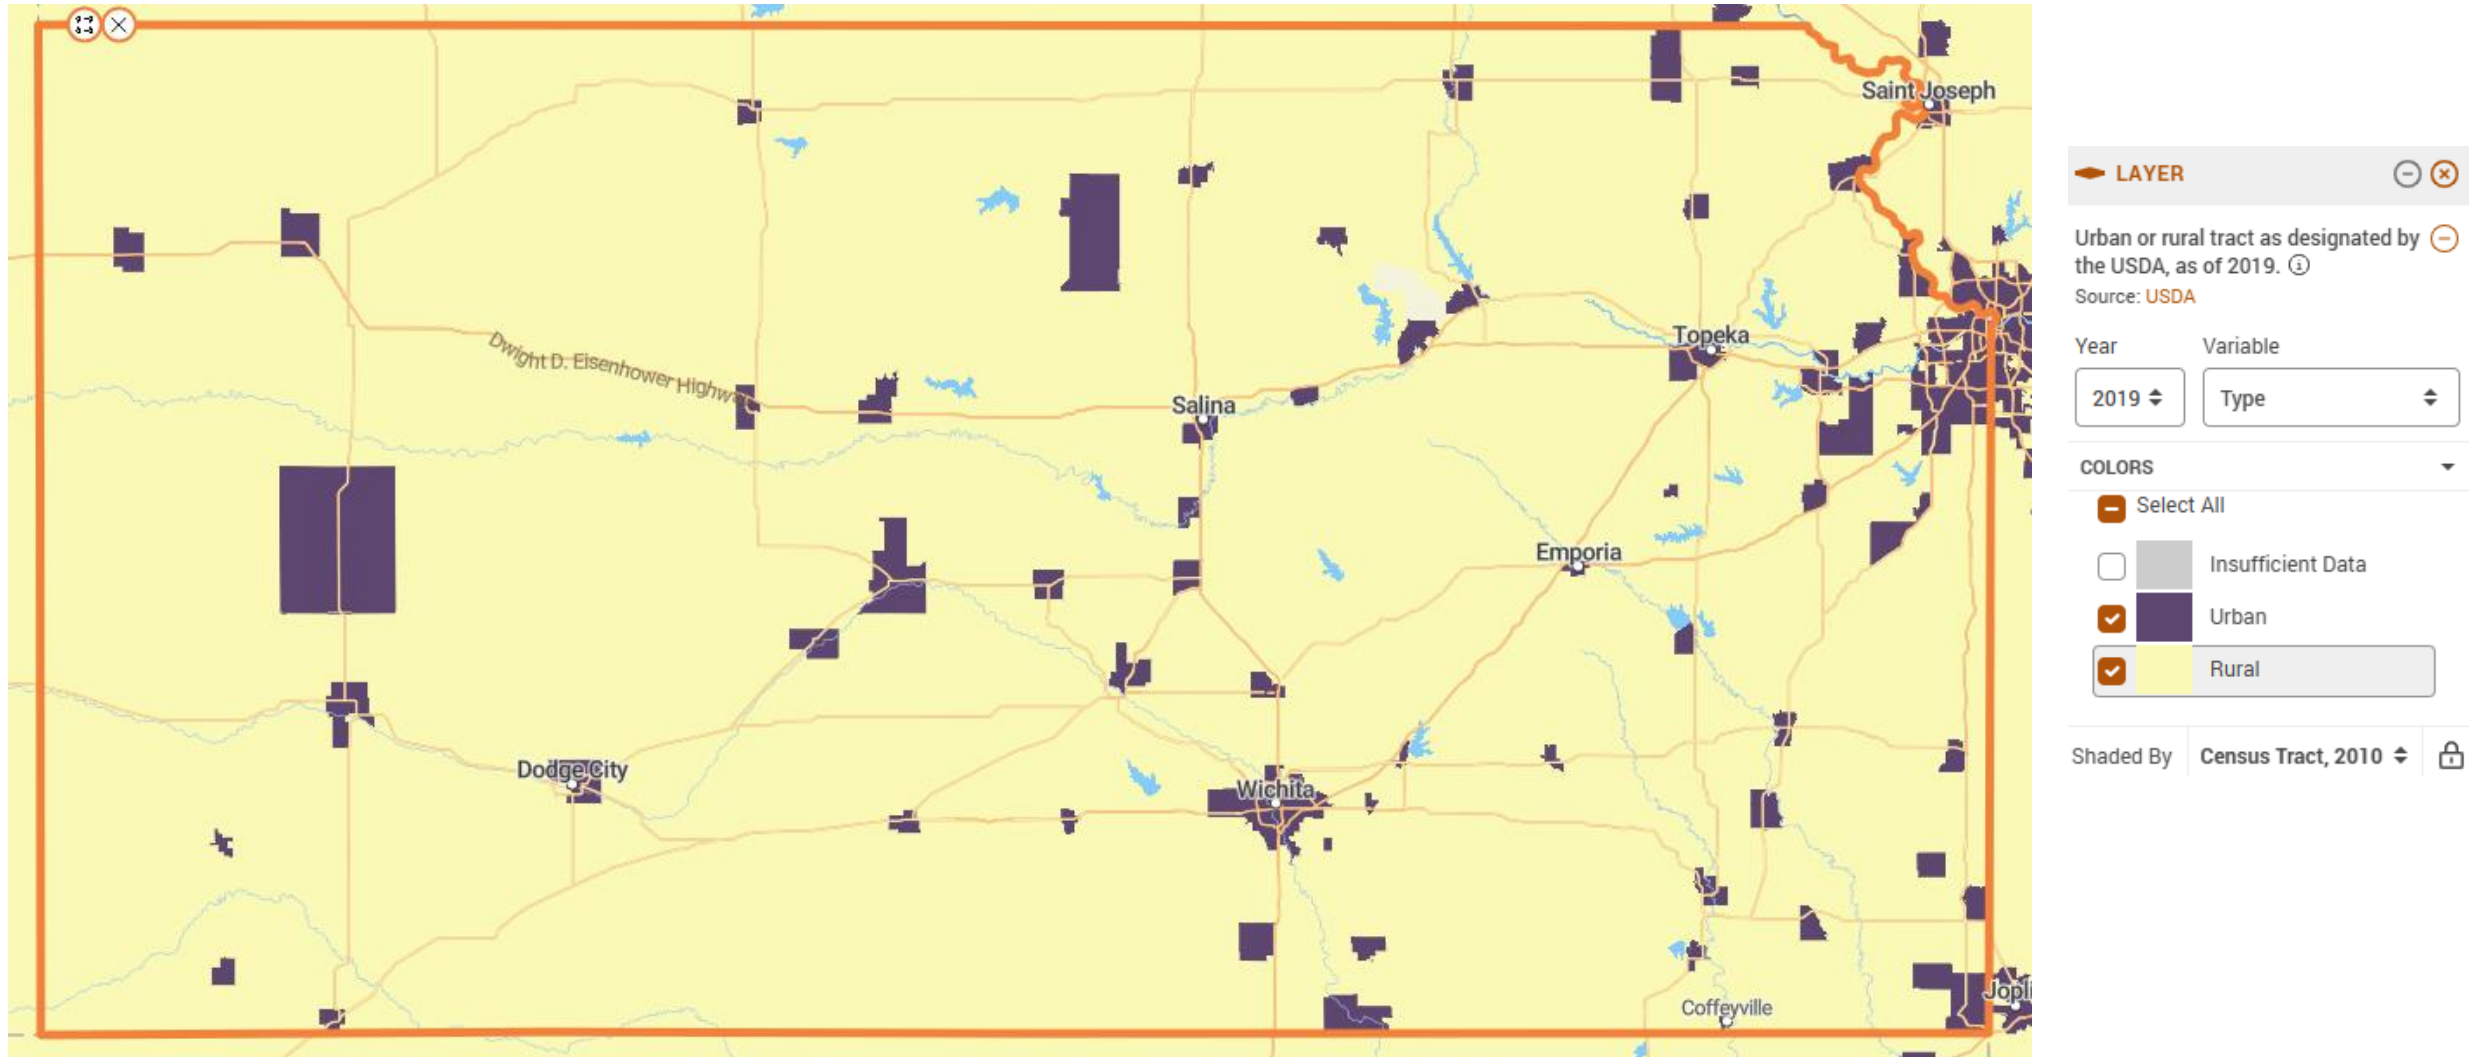 Saint Joseph
Dwight D. Eisenhower Highw
Topeka
Salina
Emporia
Dodge City
Wichita
Coffeyville
Jopli
LAYER
Urban or rural tract as designated by
the USDA, as of 2019.
Source: USDA
Year Variable
2019 Type
COLORS
Select All
Insufficient Data
Urban
Rural
Shaded By Census Tract, 2010